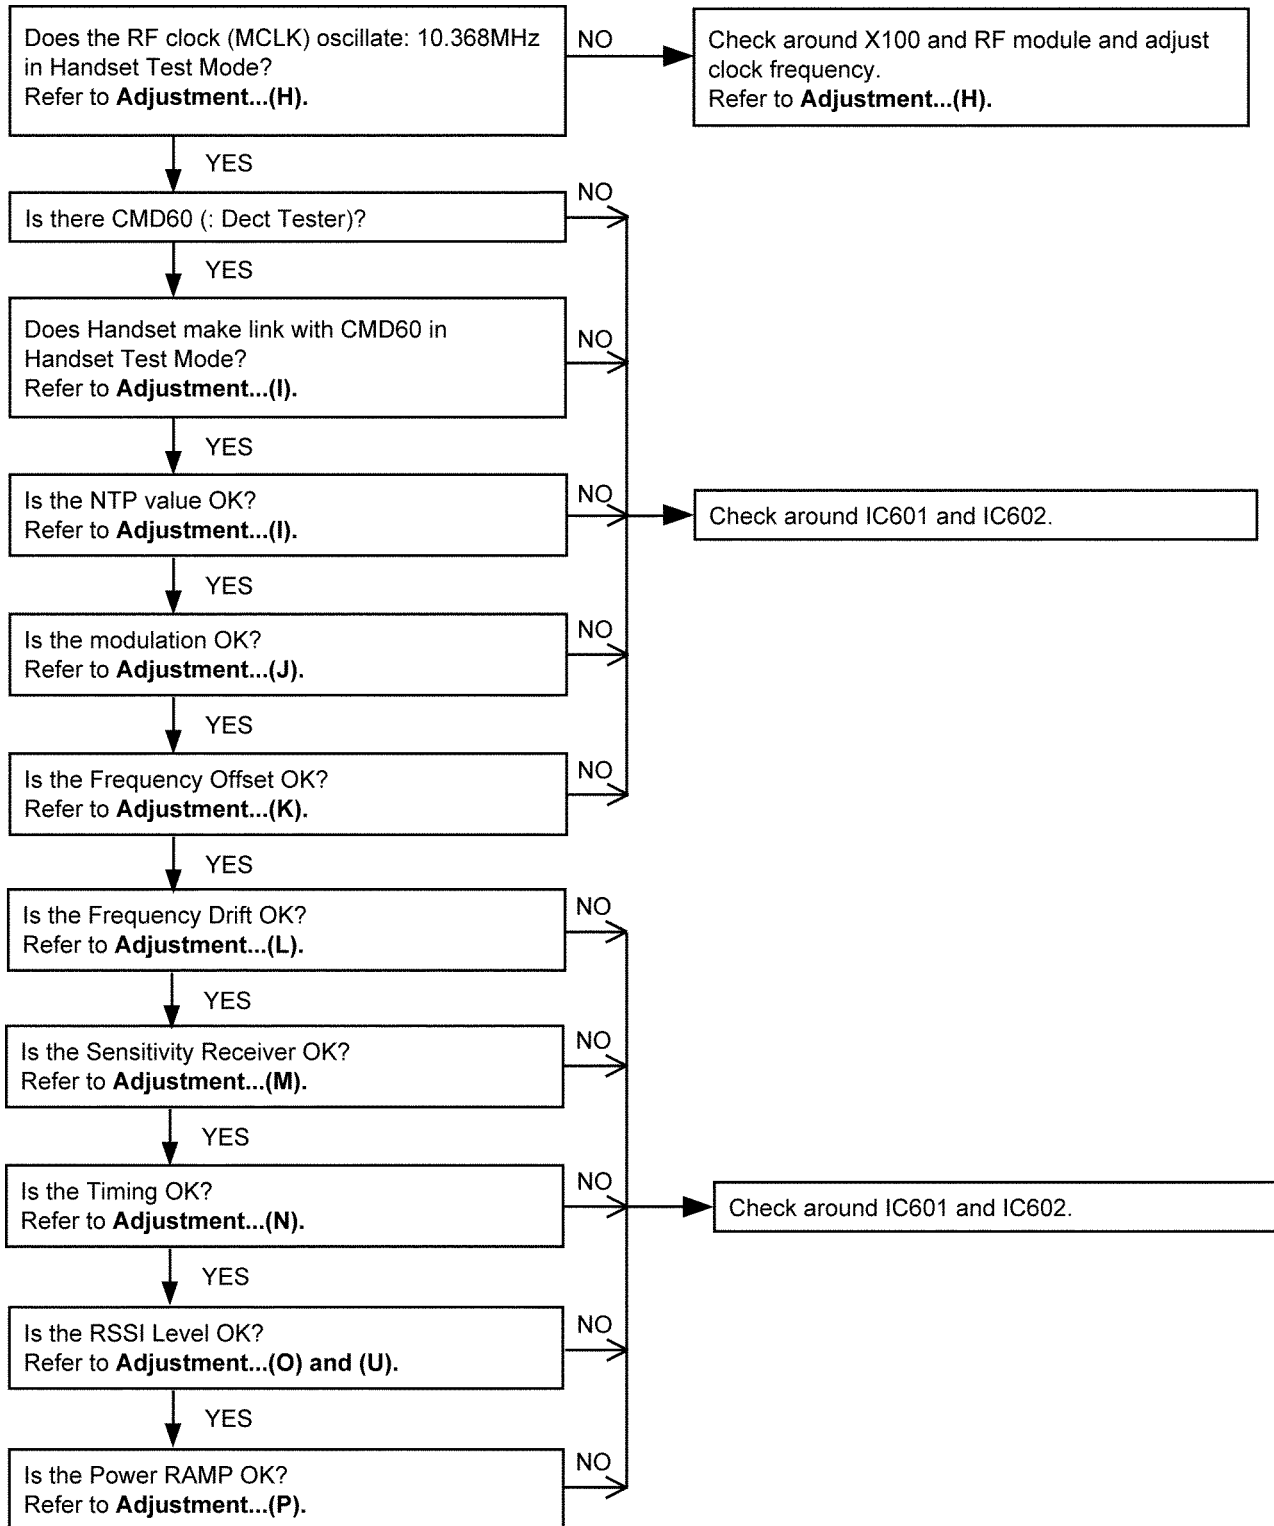 Does the RF clock (MCLK) oscillate: 10.368MHz
in Handset Test Mode?
Refer to Adjustment...(H).
NO
Check around X100 and RF module and adjust
clock frequency.
Refer to Adjustment...(H).
YES
Is there CMD60 (: Dect Tester)?
NO
YES
Does Handset make link with CMD60 in
Handset Test Mode?
Refer to Adjustment...(I).
NO
YES
Is the NTP value OK?
Refer to Adjustment...(I).
NO
Check around IC601 and IC602.
YES
Is the modulation OK?
Refer to Adjustment...(J).
NO
YES
Is the Frequency Offset OK?
Refer to Adjustment...(K).
NO
YES
Is the Frequency Drift OK?
Refer to Adjustment...(L).
NO
YES
Is the Sensitivity Receiver OK?
Refer to Adjustment...(M).
NO
YES
Is the Timing OK?
Refer to Adjustment...(N).
NO
Check around IC601 and IC602.
YES
Is the RSSI Level OK?
Refer to Adjustment...(O) and (U).
NO
YES
Is the Power RAMP OK?
Refer to Adjustment...(P).
NO